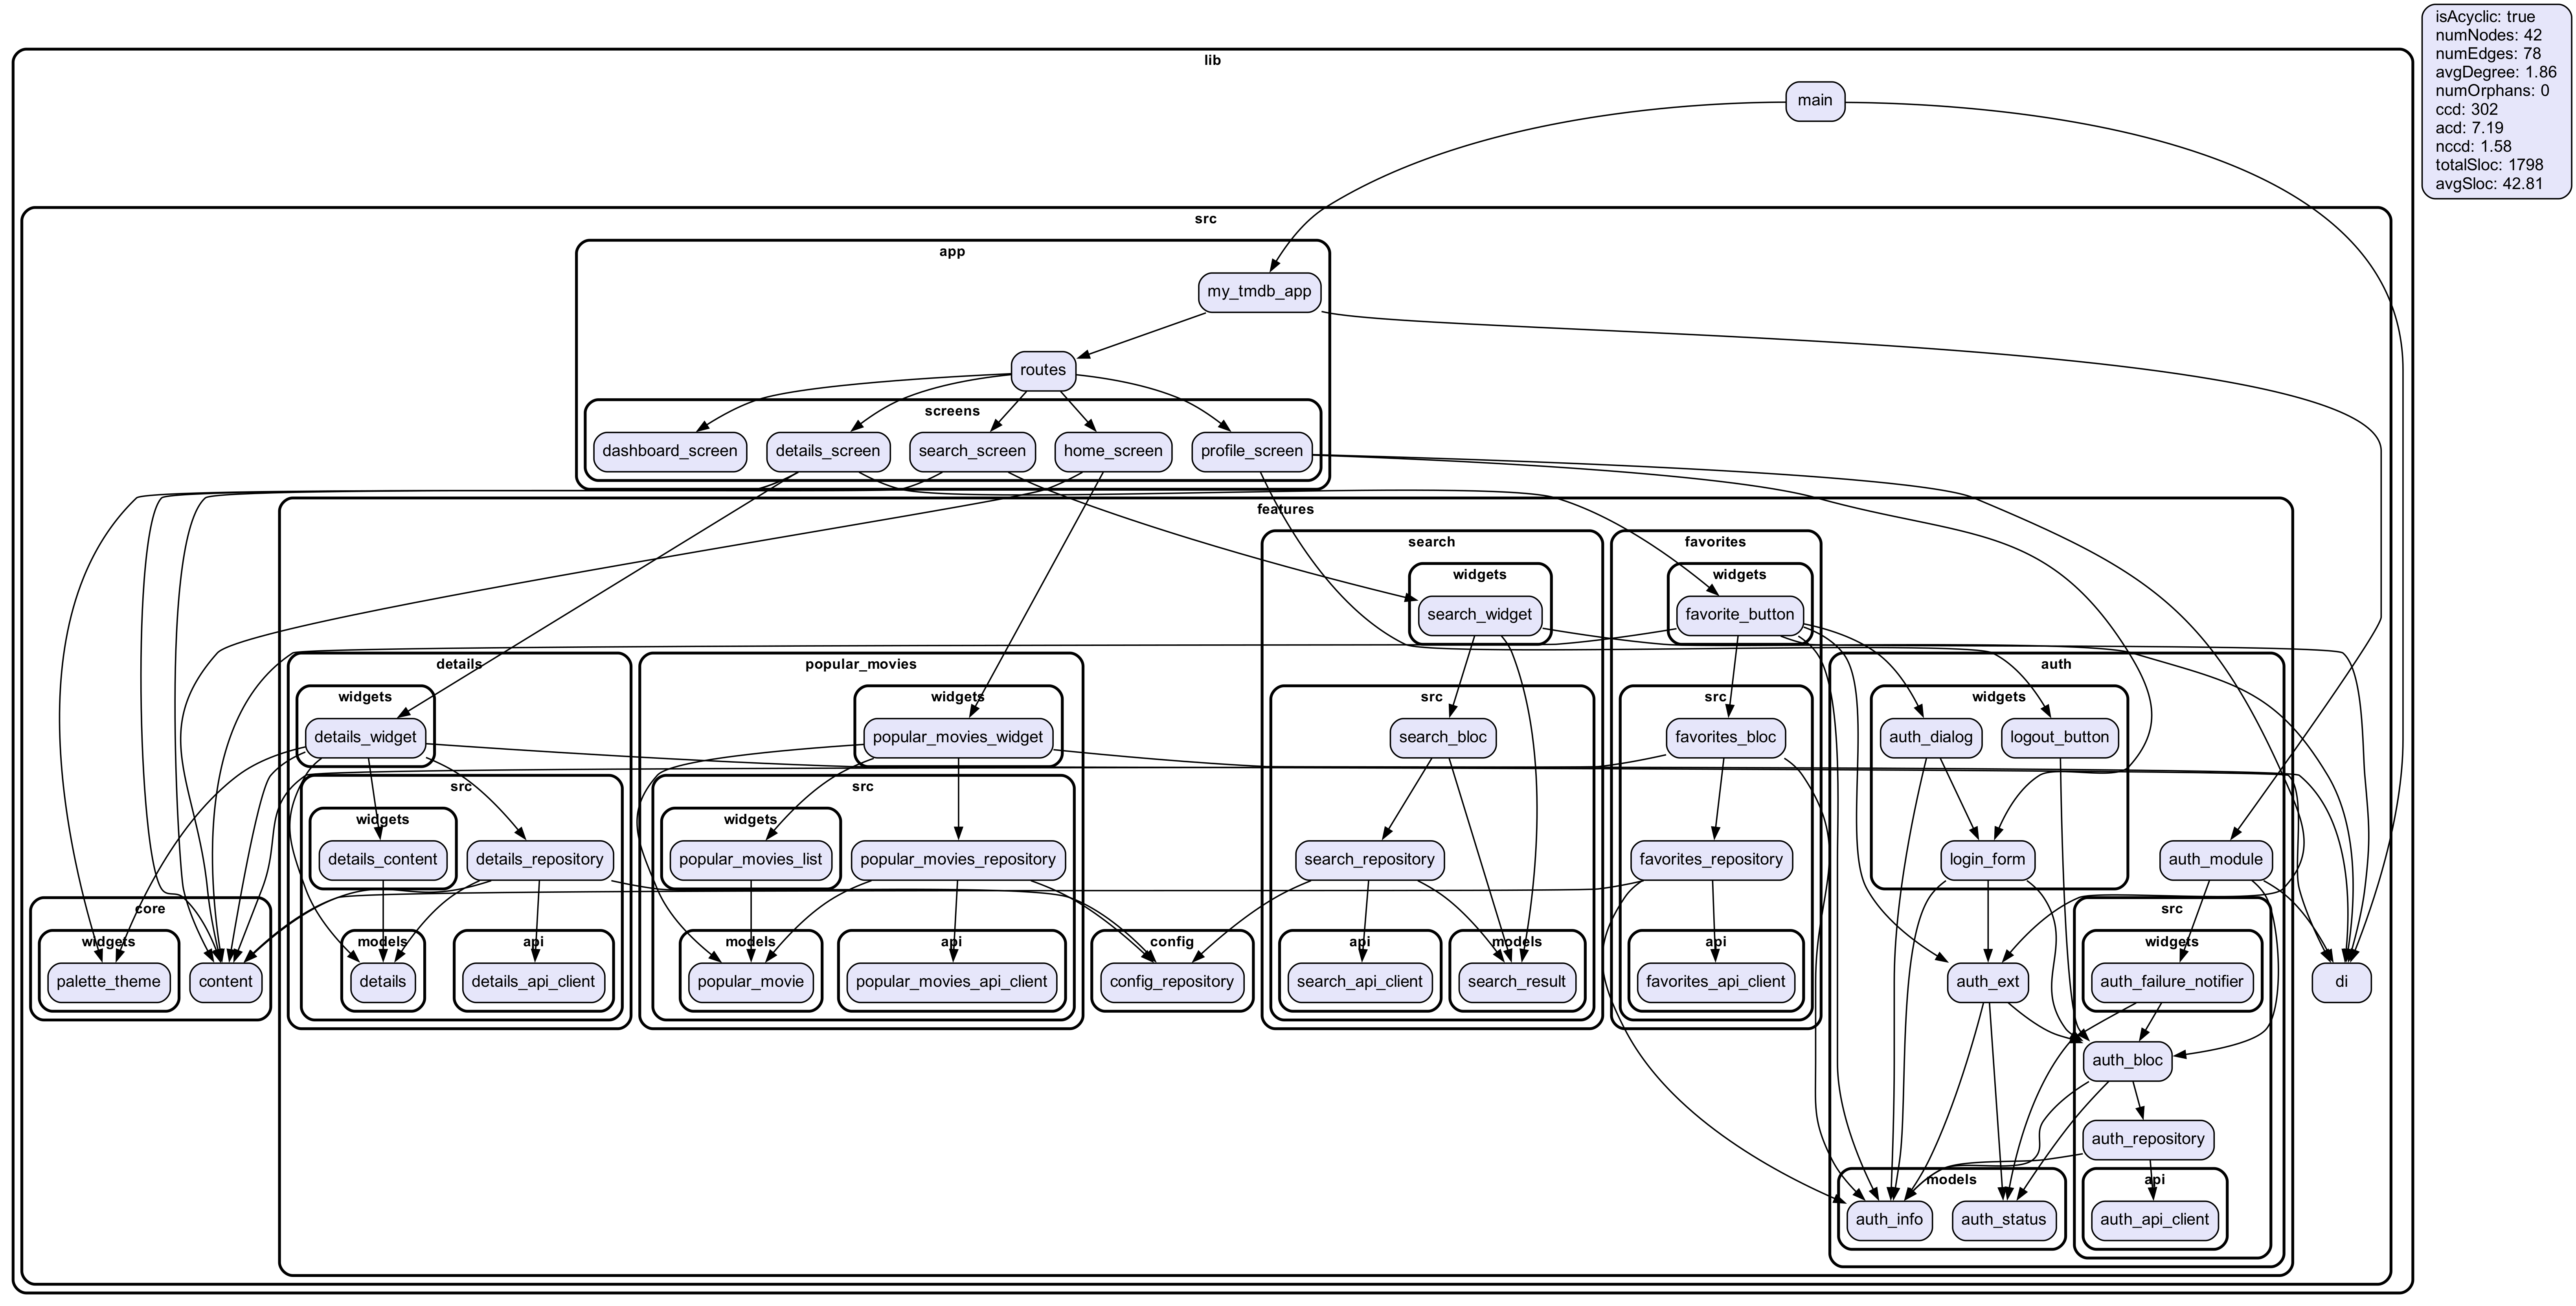 isAcyclic: true
numNodes: 42
numEdges: 78
avgDegree: 1.86
numOrphans: 0
ccd: 302
acd: 7.19
nccd: 1.58
totalSloc: 1798
avgSloc: 42.81
lib
main
src
app
my_tmdb_app
routes
screens
dashboard_screen
details_screen
search_screen
home_screen
profile_screen
features
search
widgets
search_widget
favorites
widgets
favorite_button
details
widgets
details_widget
src
widgets
details_content
details_repository
models
details
api
details_api_client
popular_movies
widgets
popular_movies_widget
src
widgets
popular_movies_list
popular_movies_repository
models
popular_movie
api
popular_movies_api_client
config
config_repository
src
search_bloc
search_repository
api
search_api_client
models
search_result
src
favorites_bloc
favorites_repository
api
favorites_api_client
auth
widgets
auth_dialog
logout_button
login_form
auth_module
auth_ext
src
widgets
auth_failure_notifier
auth_bloc
auth_repository
api
auth_api_client
models
auth_info
auth_status
core
widgets
palette_theme
content
di